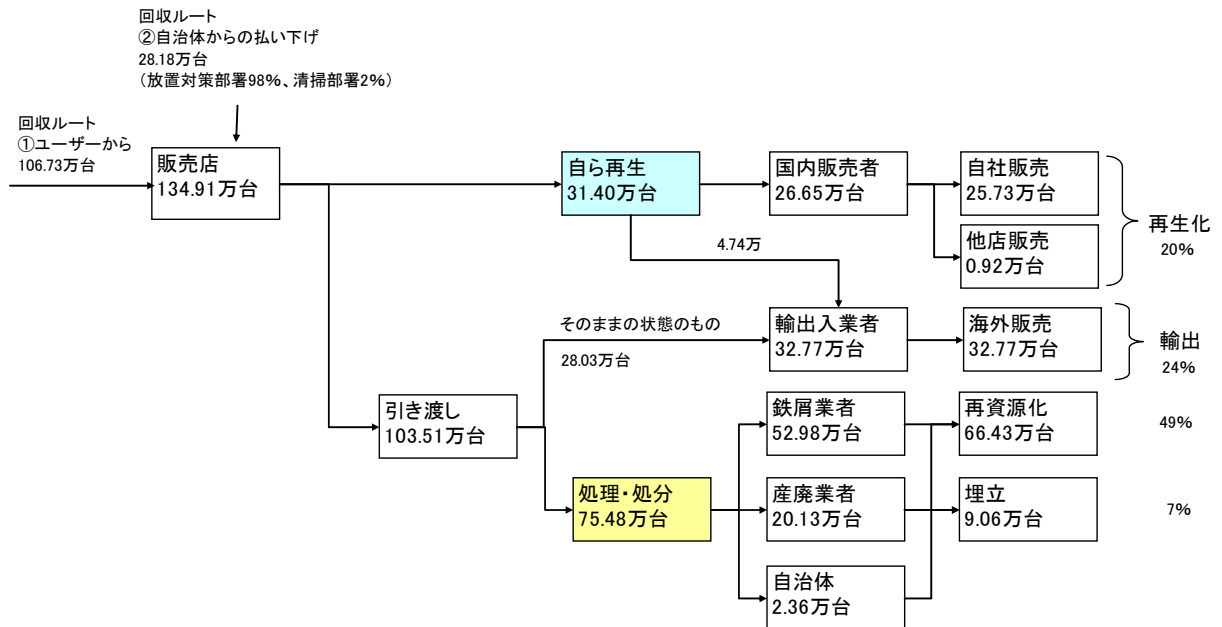 回収ルート
②自治体からの払い下げ
28.18万台
（放置対策部署98%、清掃部署2%）
回収ルート
①ユーザーから
106.73万台
販売店
134.91万台
自ら再生
31.40万台
国内販売者
26.65万台
自社販売
25.73万台
他店販売
0.92万台
再生化
20%
4.74万
そのままの状態のもの
28.03万台
輸出入業者
32.77万台
海外販売
32.77万台
輸出
24%
引き渡し
103.51万台
鉄屑業者
52.98万台
再資源化
66.43万台
49%
処理・処分
75.48万台
産廃業者
20.13万台
埋立
9.06万台
7%
自治体
2.36万台